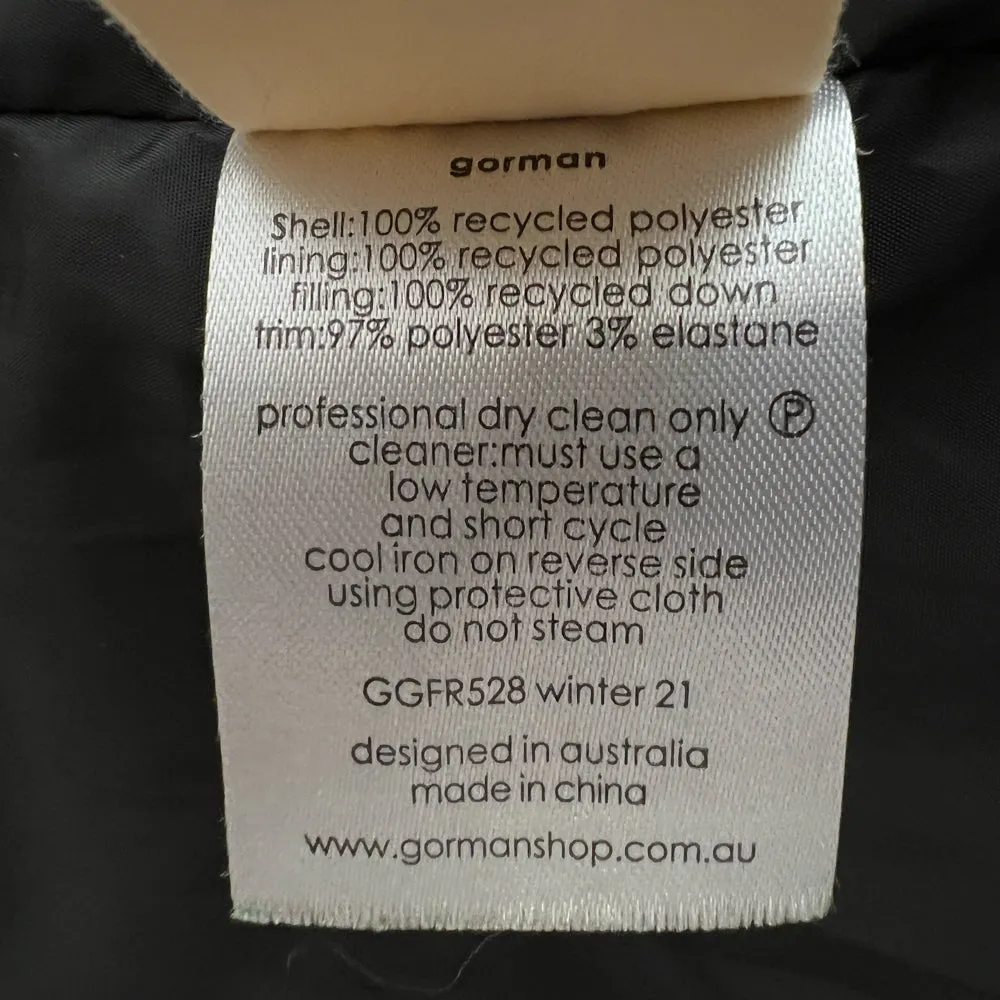 gorman
Shell:100% recycled polyester
lining:100% recycled polyester
filling:100% recycled down
trim:97% polyester 3% elastane
professional dry clean only Ⓟ
cleaner:must use a
low temperature
and short cycle
cool iron on reverse side
using protective cloth
do not steam
GGFR528 winter 21
designed in australia
made in china
www.gormanshop.com.au